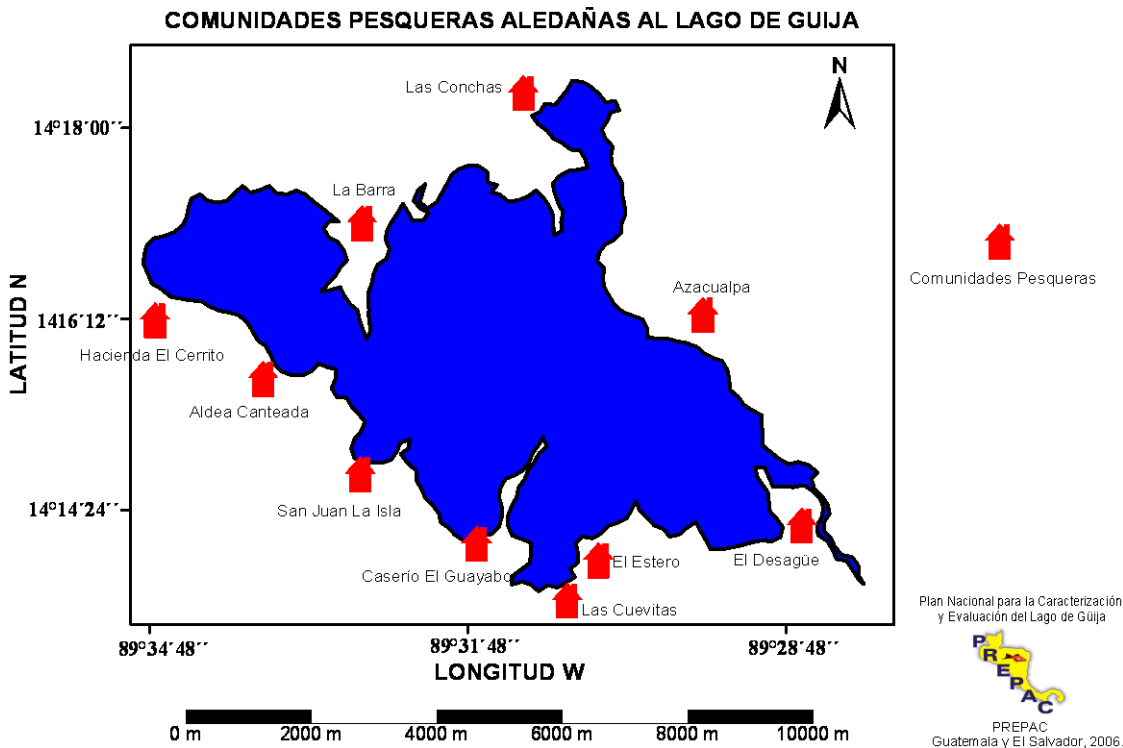 COMUNIDADES PESQUERAS ALEDAÑAS AL LAGO DE GUIJA
Las Conchas
N
14º18´00´´
La Barra
Comunidades Pesqueras
Azacualpa
LATITUD N
1416´12´´
Hacienda El Cerrito
Aldea Canteada
14º14´24´´
San Juan La Isla
Caserío El Guayabo
El Estero
El Desagüe
Las Cuevitas
89º34´48´´
89º31´48´´
89º28´48´´
LONGITUD W
0 m
2000 m
4000 m
6000 m
8000 m
10000 m
Plan Nacional para la Caracterización
y Evaluación del Lago de Güija
PREPAC
PREPAC
Guatemala y El Salvador, 2006.